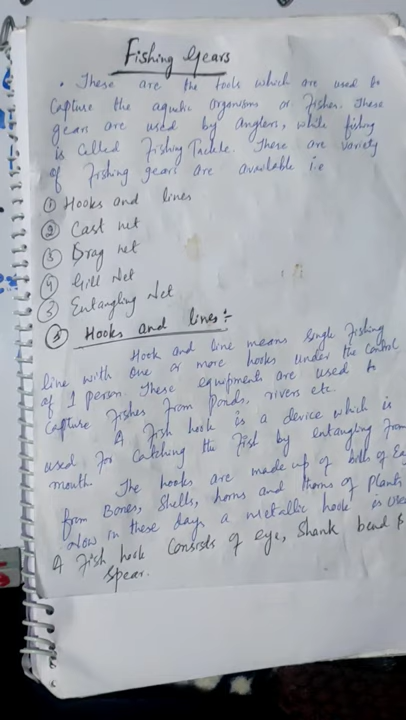 Fishing Gears
• These are the tools which are used to
Capture the aquatic organisms or Fishes. These
gears are used by anglers, while fishing
is called Fishing Tackle. There are variety
of Fishing gears are available i.e
① Hooks and lines
② Cast net
③ Drag net
④ Gill Net
⑤ Entangling Net
Hooks and lines:-
Hook and line means single Fishing
line with one or more hooks under the control
of 1 person. These equipments are used to
Capture Fishes From Ponds, rivers etc.
A Fish hook is a device which is
used For Catching the Fish by entangling From
mouth.
The hooks are made up of bills of
From Bones, Shells, horns and thorns of Plants.
Now in these days a metallic hook is
A Fish hook Consists of eye, Shank bend
Spear.